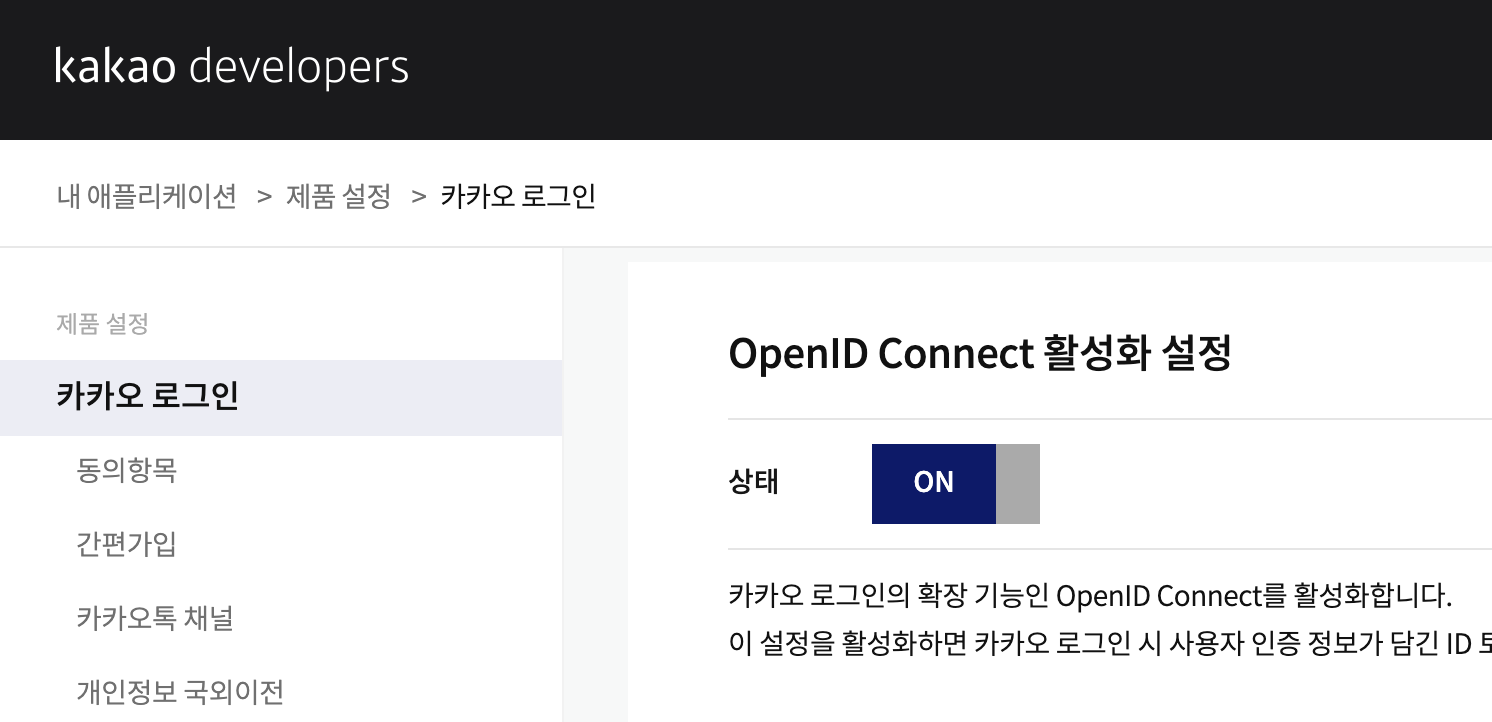 kakao developers
내 애플리케이션 > 제품 설정 > 카카오 로그인
제품 설정
카카오 로그인
동의항목
간편가입
카카오톡 채널
개인정보 국외이전
OpenID Connect 활성화 설정
상태 ON
카카오 로그인의 확장 기능인 OpenID Connect를 활성화합니다.
이 설정을 활성화하면 카카오 로그인 시 사용자 인증 정보가 담긴 ID